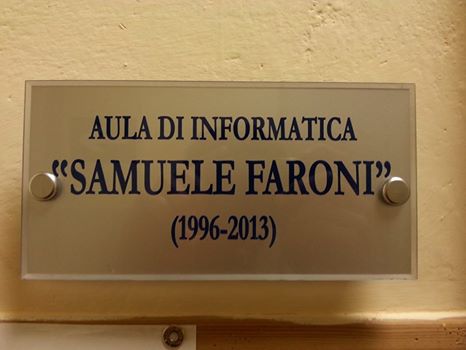 AULA DI INFORMATICA
“SAMUELE FARONI”
(1996-2013)